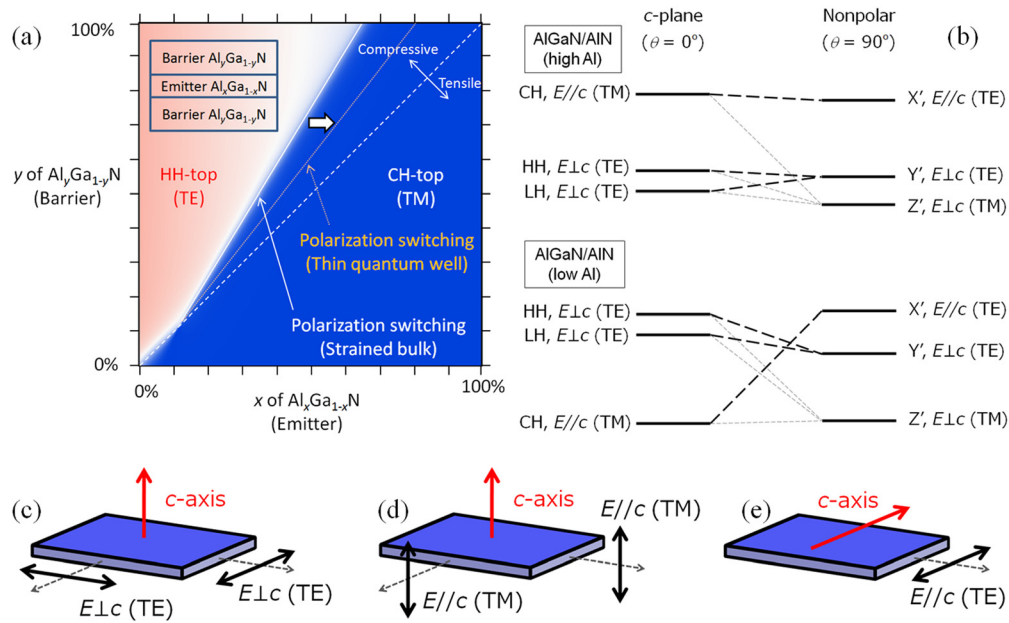 (a)
100%
Barrier AlyGa1-yN
Emitter AlxGa1-xN
Barrier AlyGa1-yN
Compressive
Tensile
y of AlyGa1-yN
(Barrier)
HH-top
(TE)
CH-top
(TM)
Polarization switching
(Thin quantum well)
Polarization switching
(Strained bulk)
0%
0%
100%
x of AlxGa1-xN
(Emitter)
(b)
AlGaN/AlN
(high Al)
c-plane
(θ = 0°)
Nonpolar
(θ = 90°)
CH, E//c (TM)
X', E//c (TE)
HH, E⊥c (TE)
LH, E⊥c (TE)
Y', E⊥c (TE)
Z', E⊥c (TM)
AlGaN/AlN
(low Al)
HH, E⊥c (TE)
LH, E⊥c (TE)
X', E//c (TE)
Y', E⊥c (TE)
CH, E//c (TM)
Z', E⊥c (TM)
(c)
c-axis
E⊥c (TE)
E⊥c (TE)
(d)
c-axis
E//c (TM)
E//c (TM)
(e)
c-axis
E//c (TE)